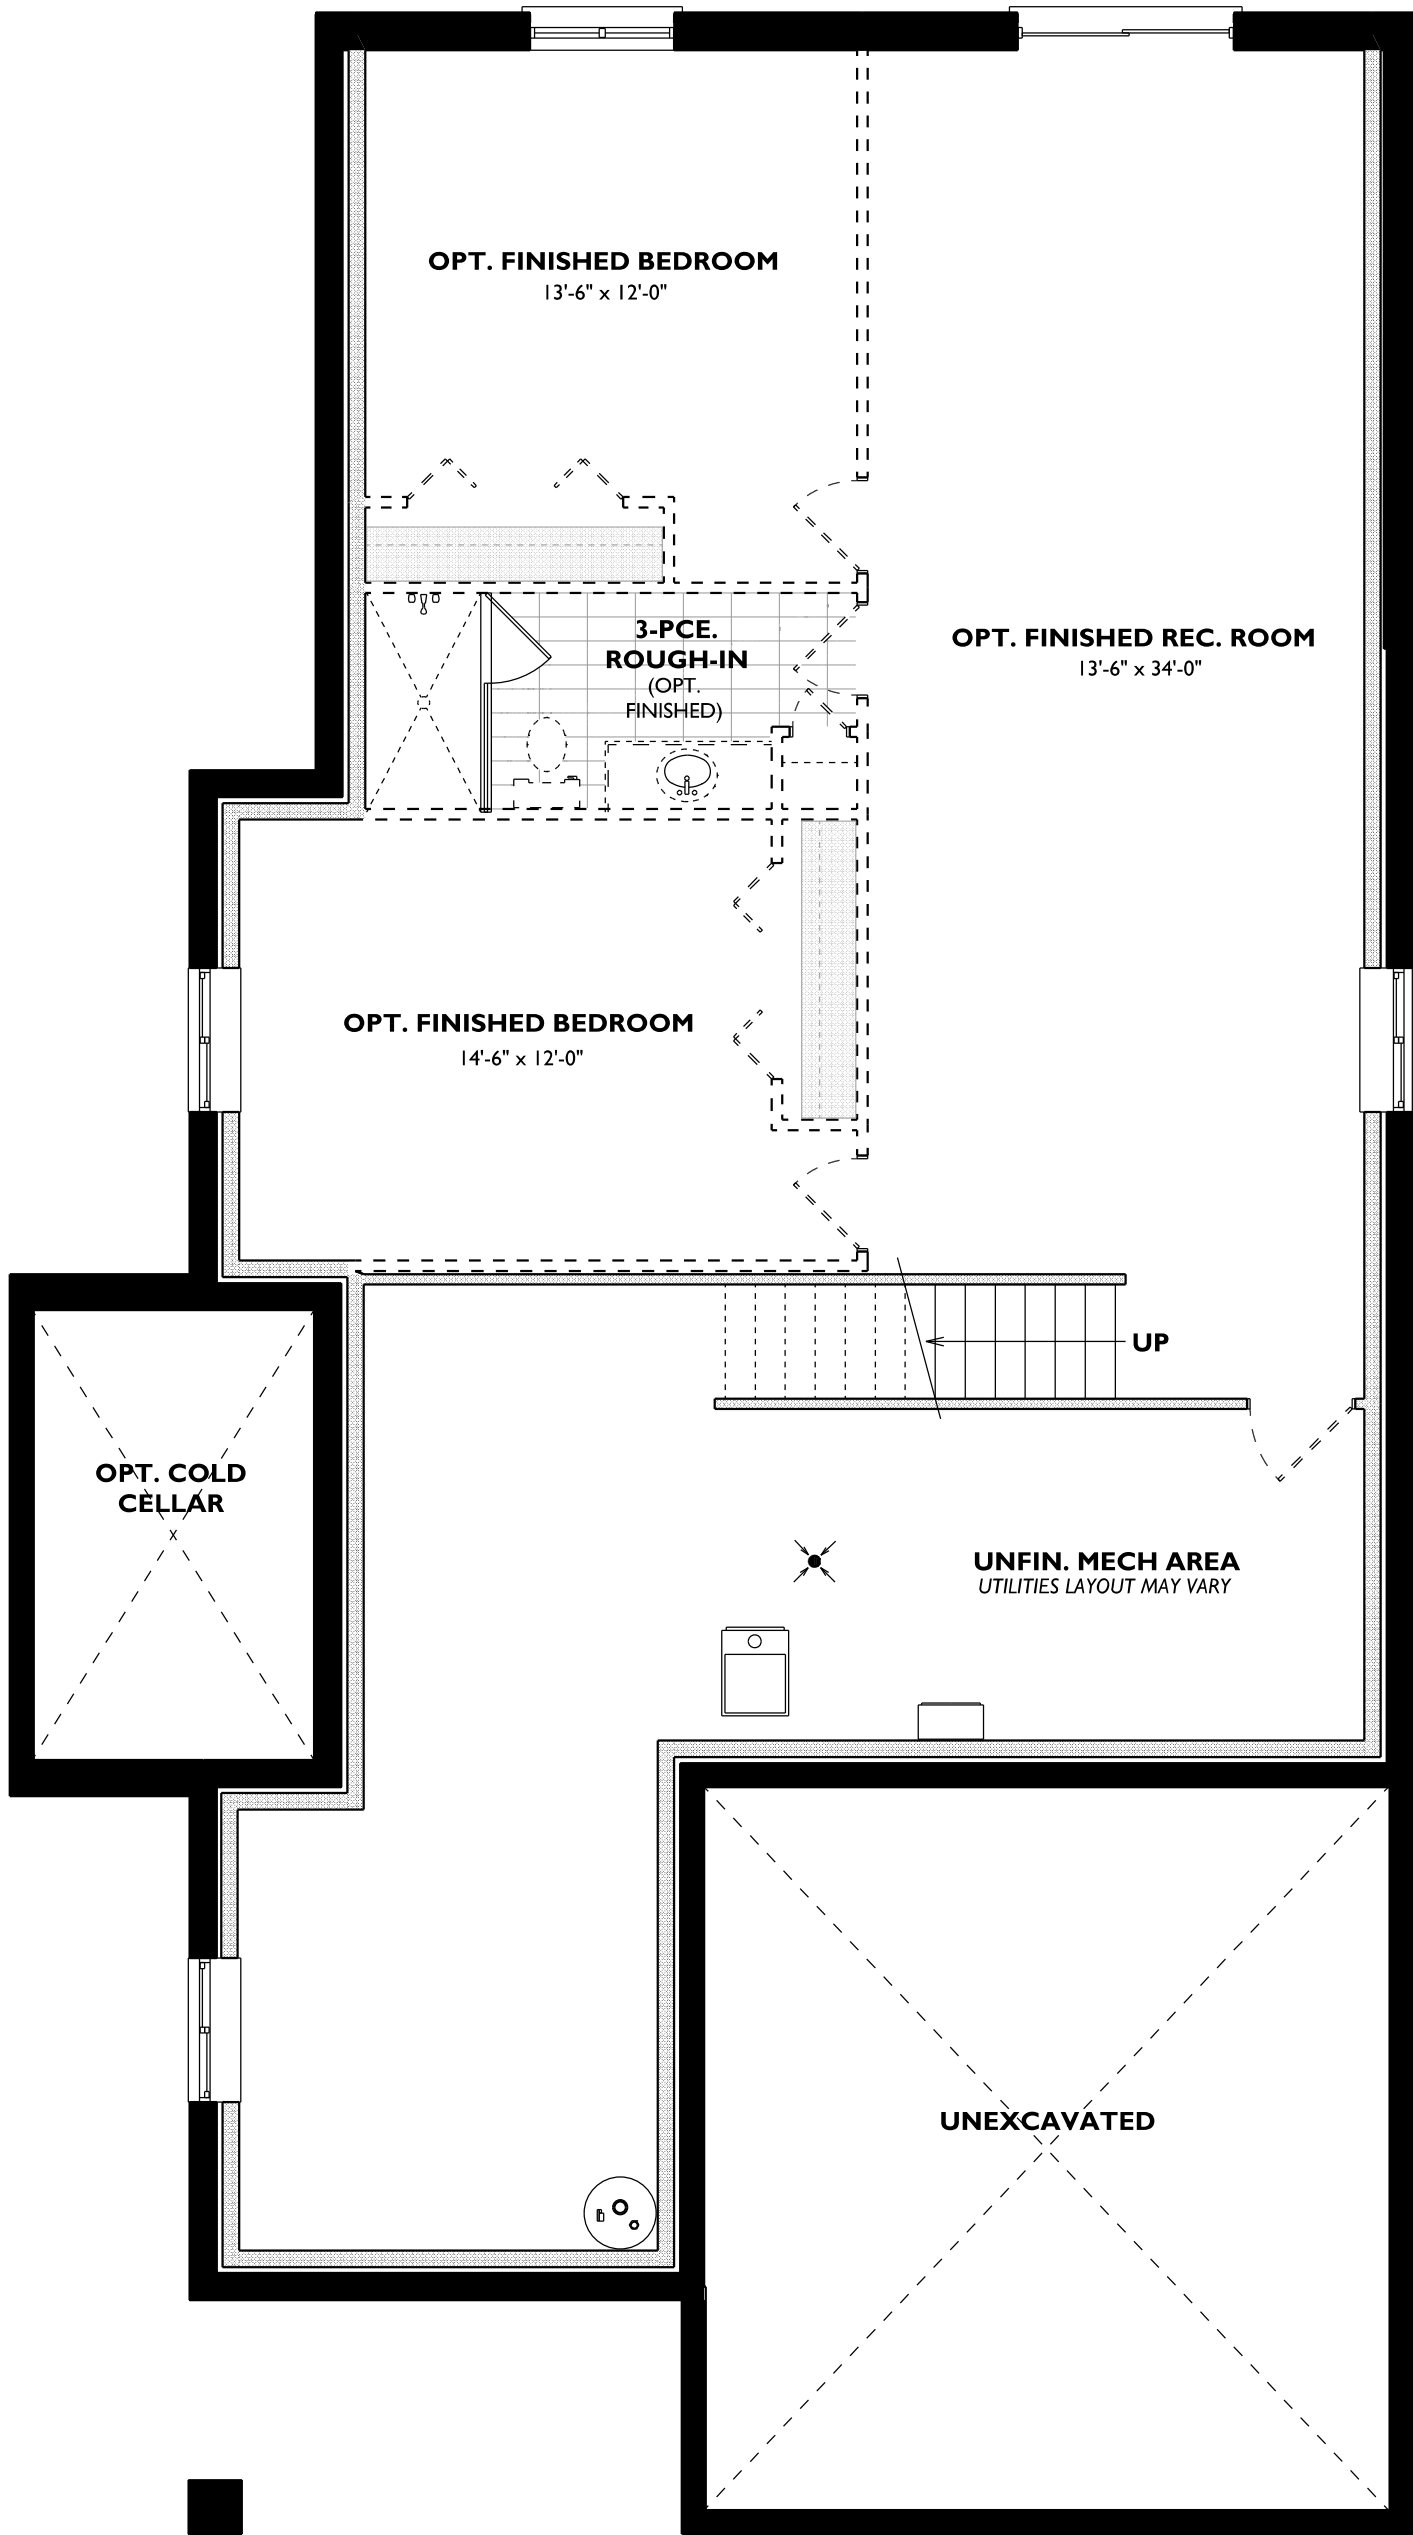 OPT. FINISHED BEDROOM
13'-6" x 12'-0"
3-PCE.
ROUGH-IN
(OPT.
FINISHED)
OPT. FINISHED REC. ROOM
13'-6" x 34'-0"
OPT. FINISHED BEDROOM
14'-6" x 12'-0"
UP
OPT. COLD
CELLAR
UNFIN. MECH AREA
UTILITIES LAYOUT MAY VARY
UNEXCAVATED